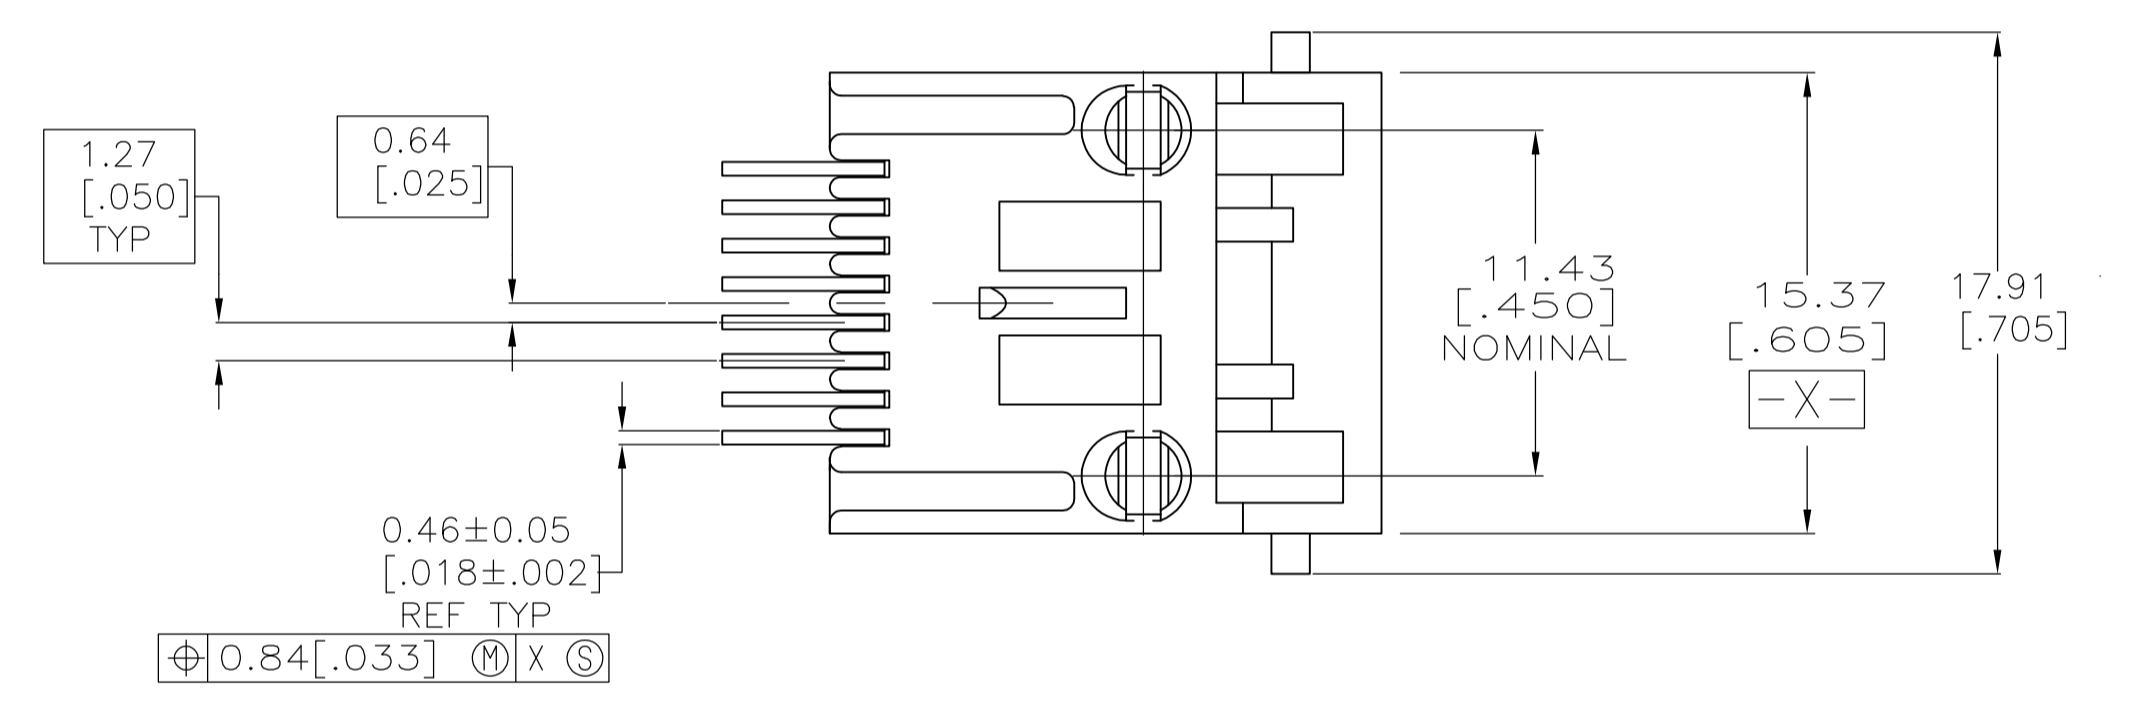 1.27
[.050]
TYP
0.64
[.025]
11.43
[.450]
NOMINAL
15.37
[.605]
-X-
17.91
[.705]
0.46±0.05
[.018±.002]
REF TYP
⌖ 0.84[.033] Ⓜ X Ⓢ